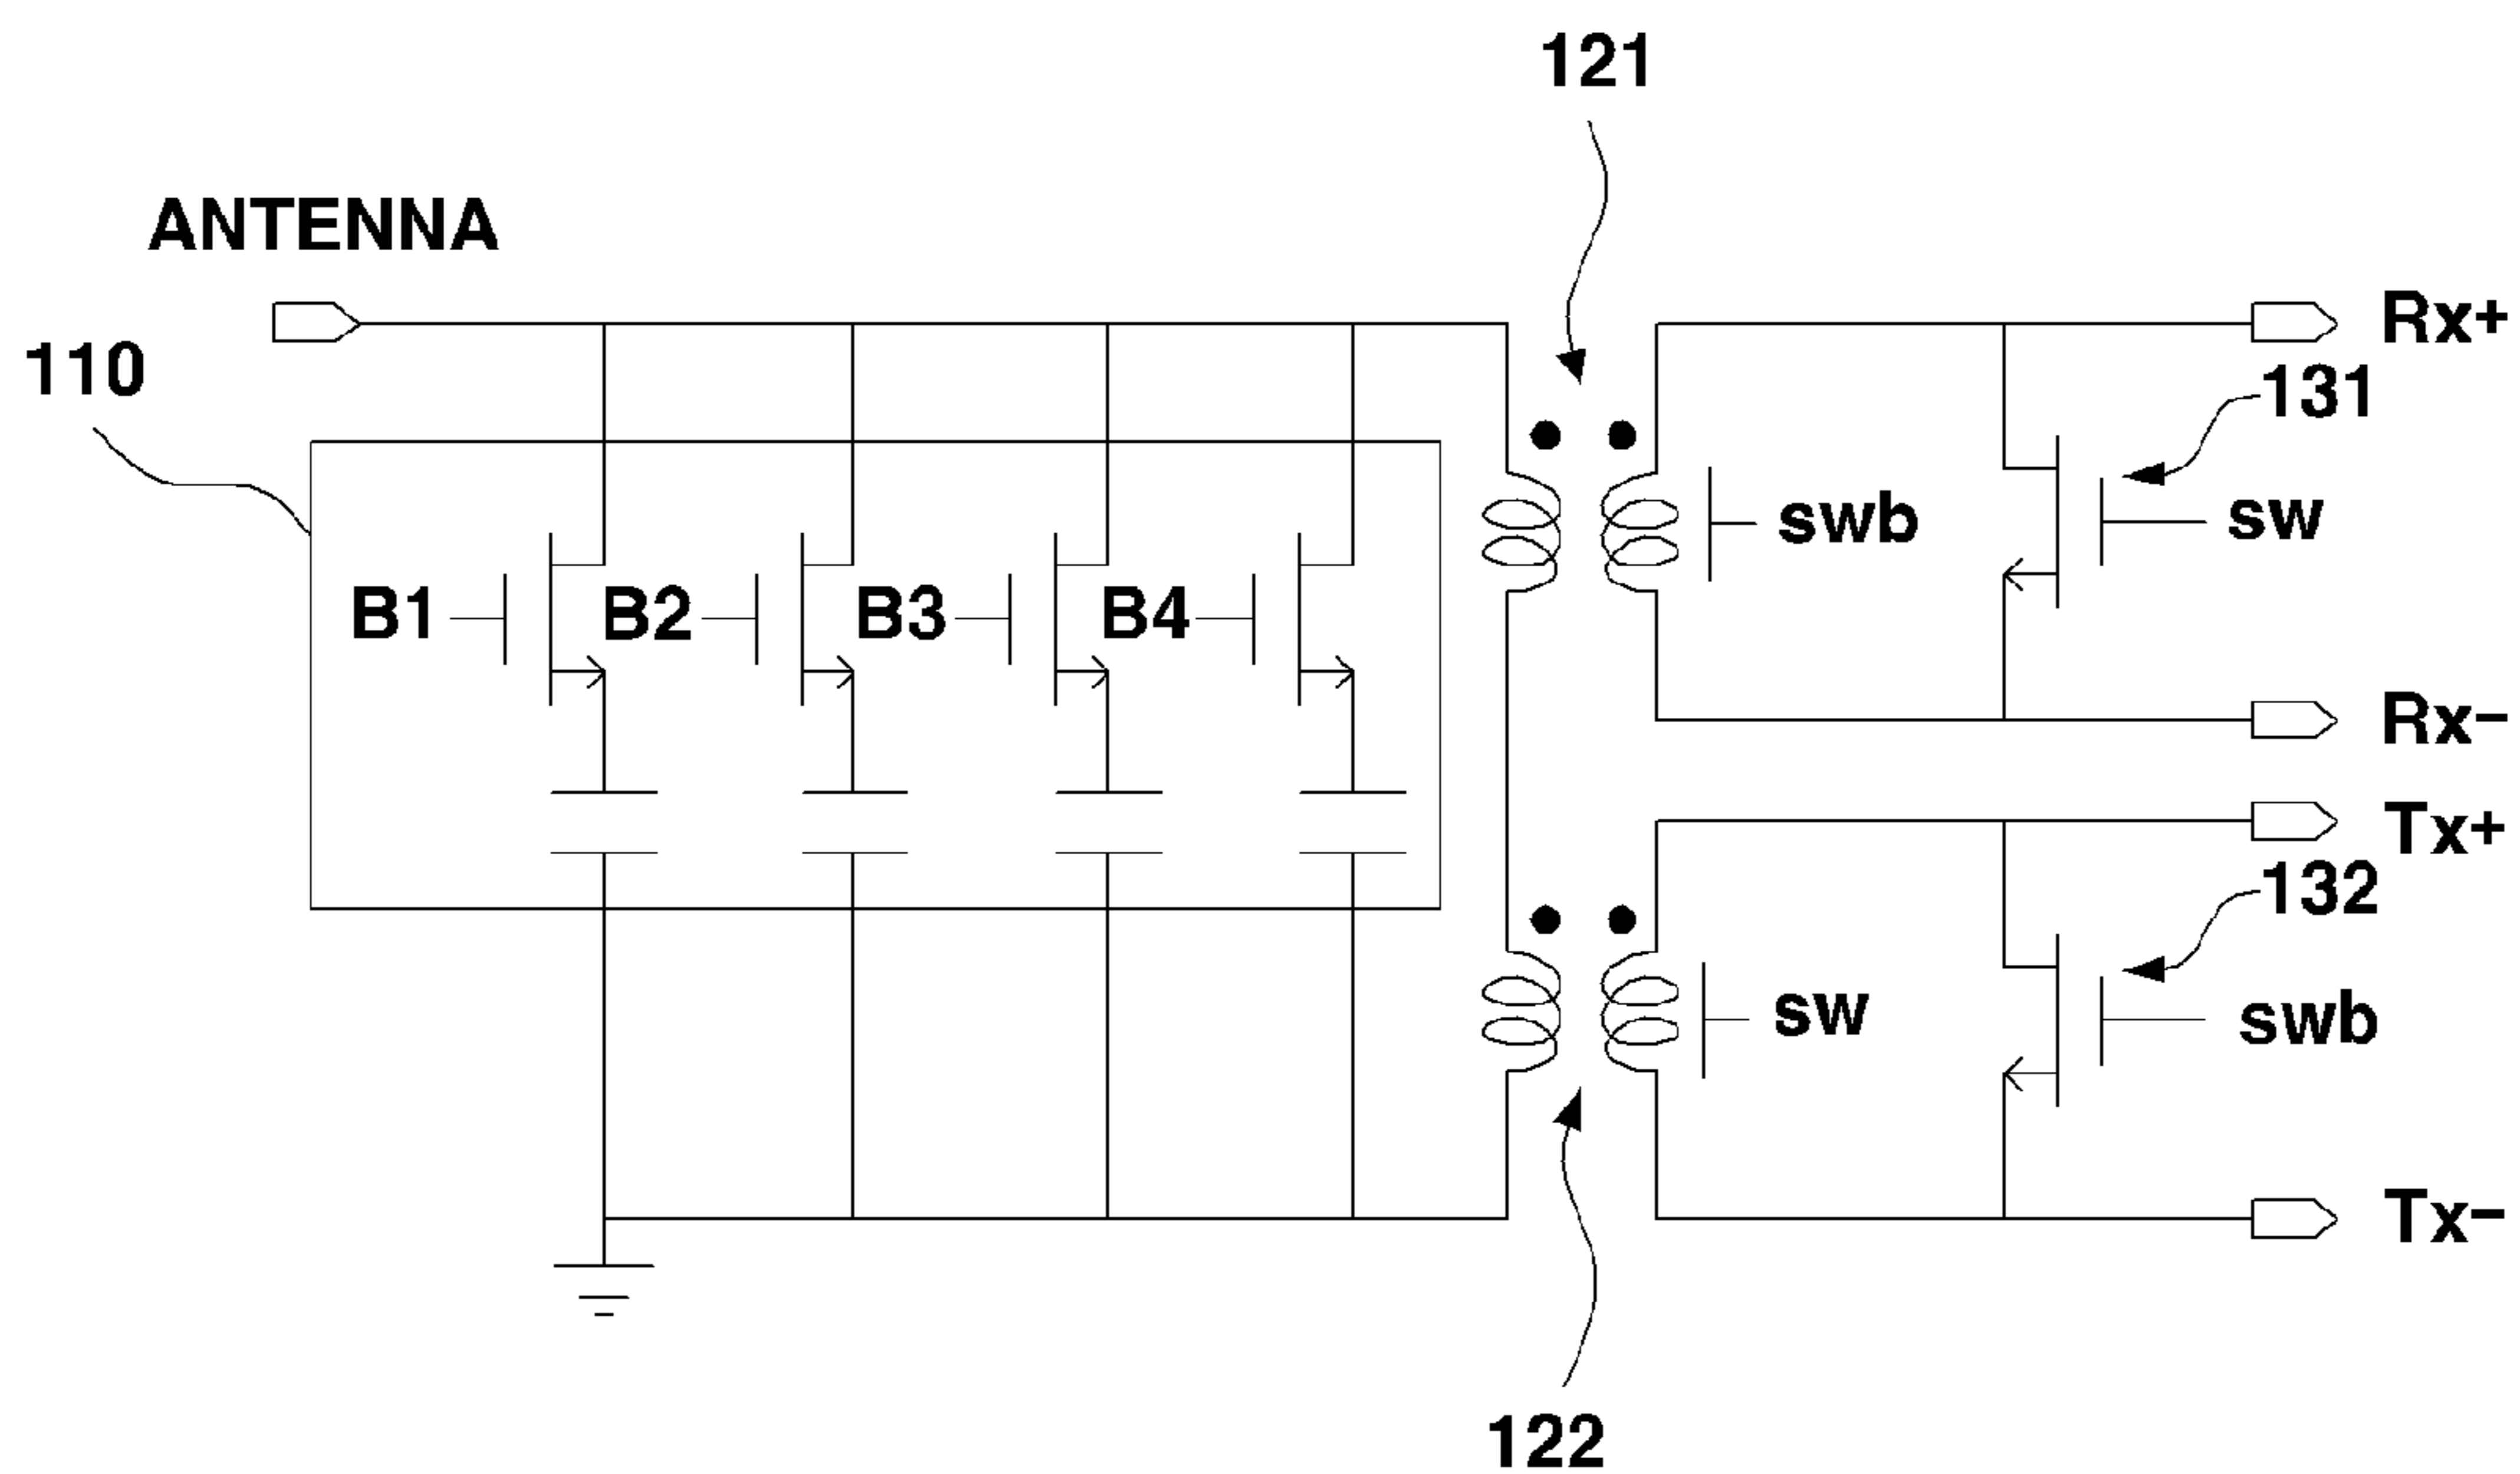 121
ANTENNA
Rx+
110
131
swb
sw
B1
B2
B3
B4
Rx−
Tx+
132
sw
swb
Tx−
122